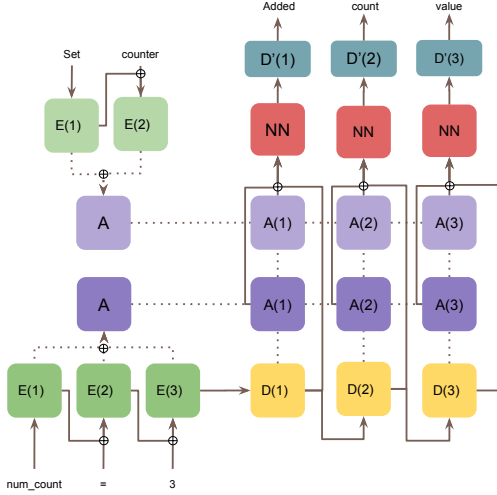 Added count value
Set counter
D'(1) D'(2) D'(3)
E(1) E(2)
NN NN NN
A A(1) A(2) A(3)
A A(1) A(2) A(3)
E(1) E(2) E(3) D(1) D(2) D(3)
num_count = 3